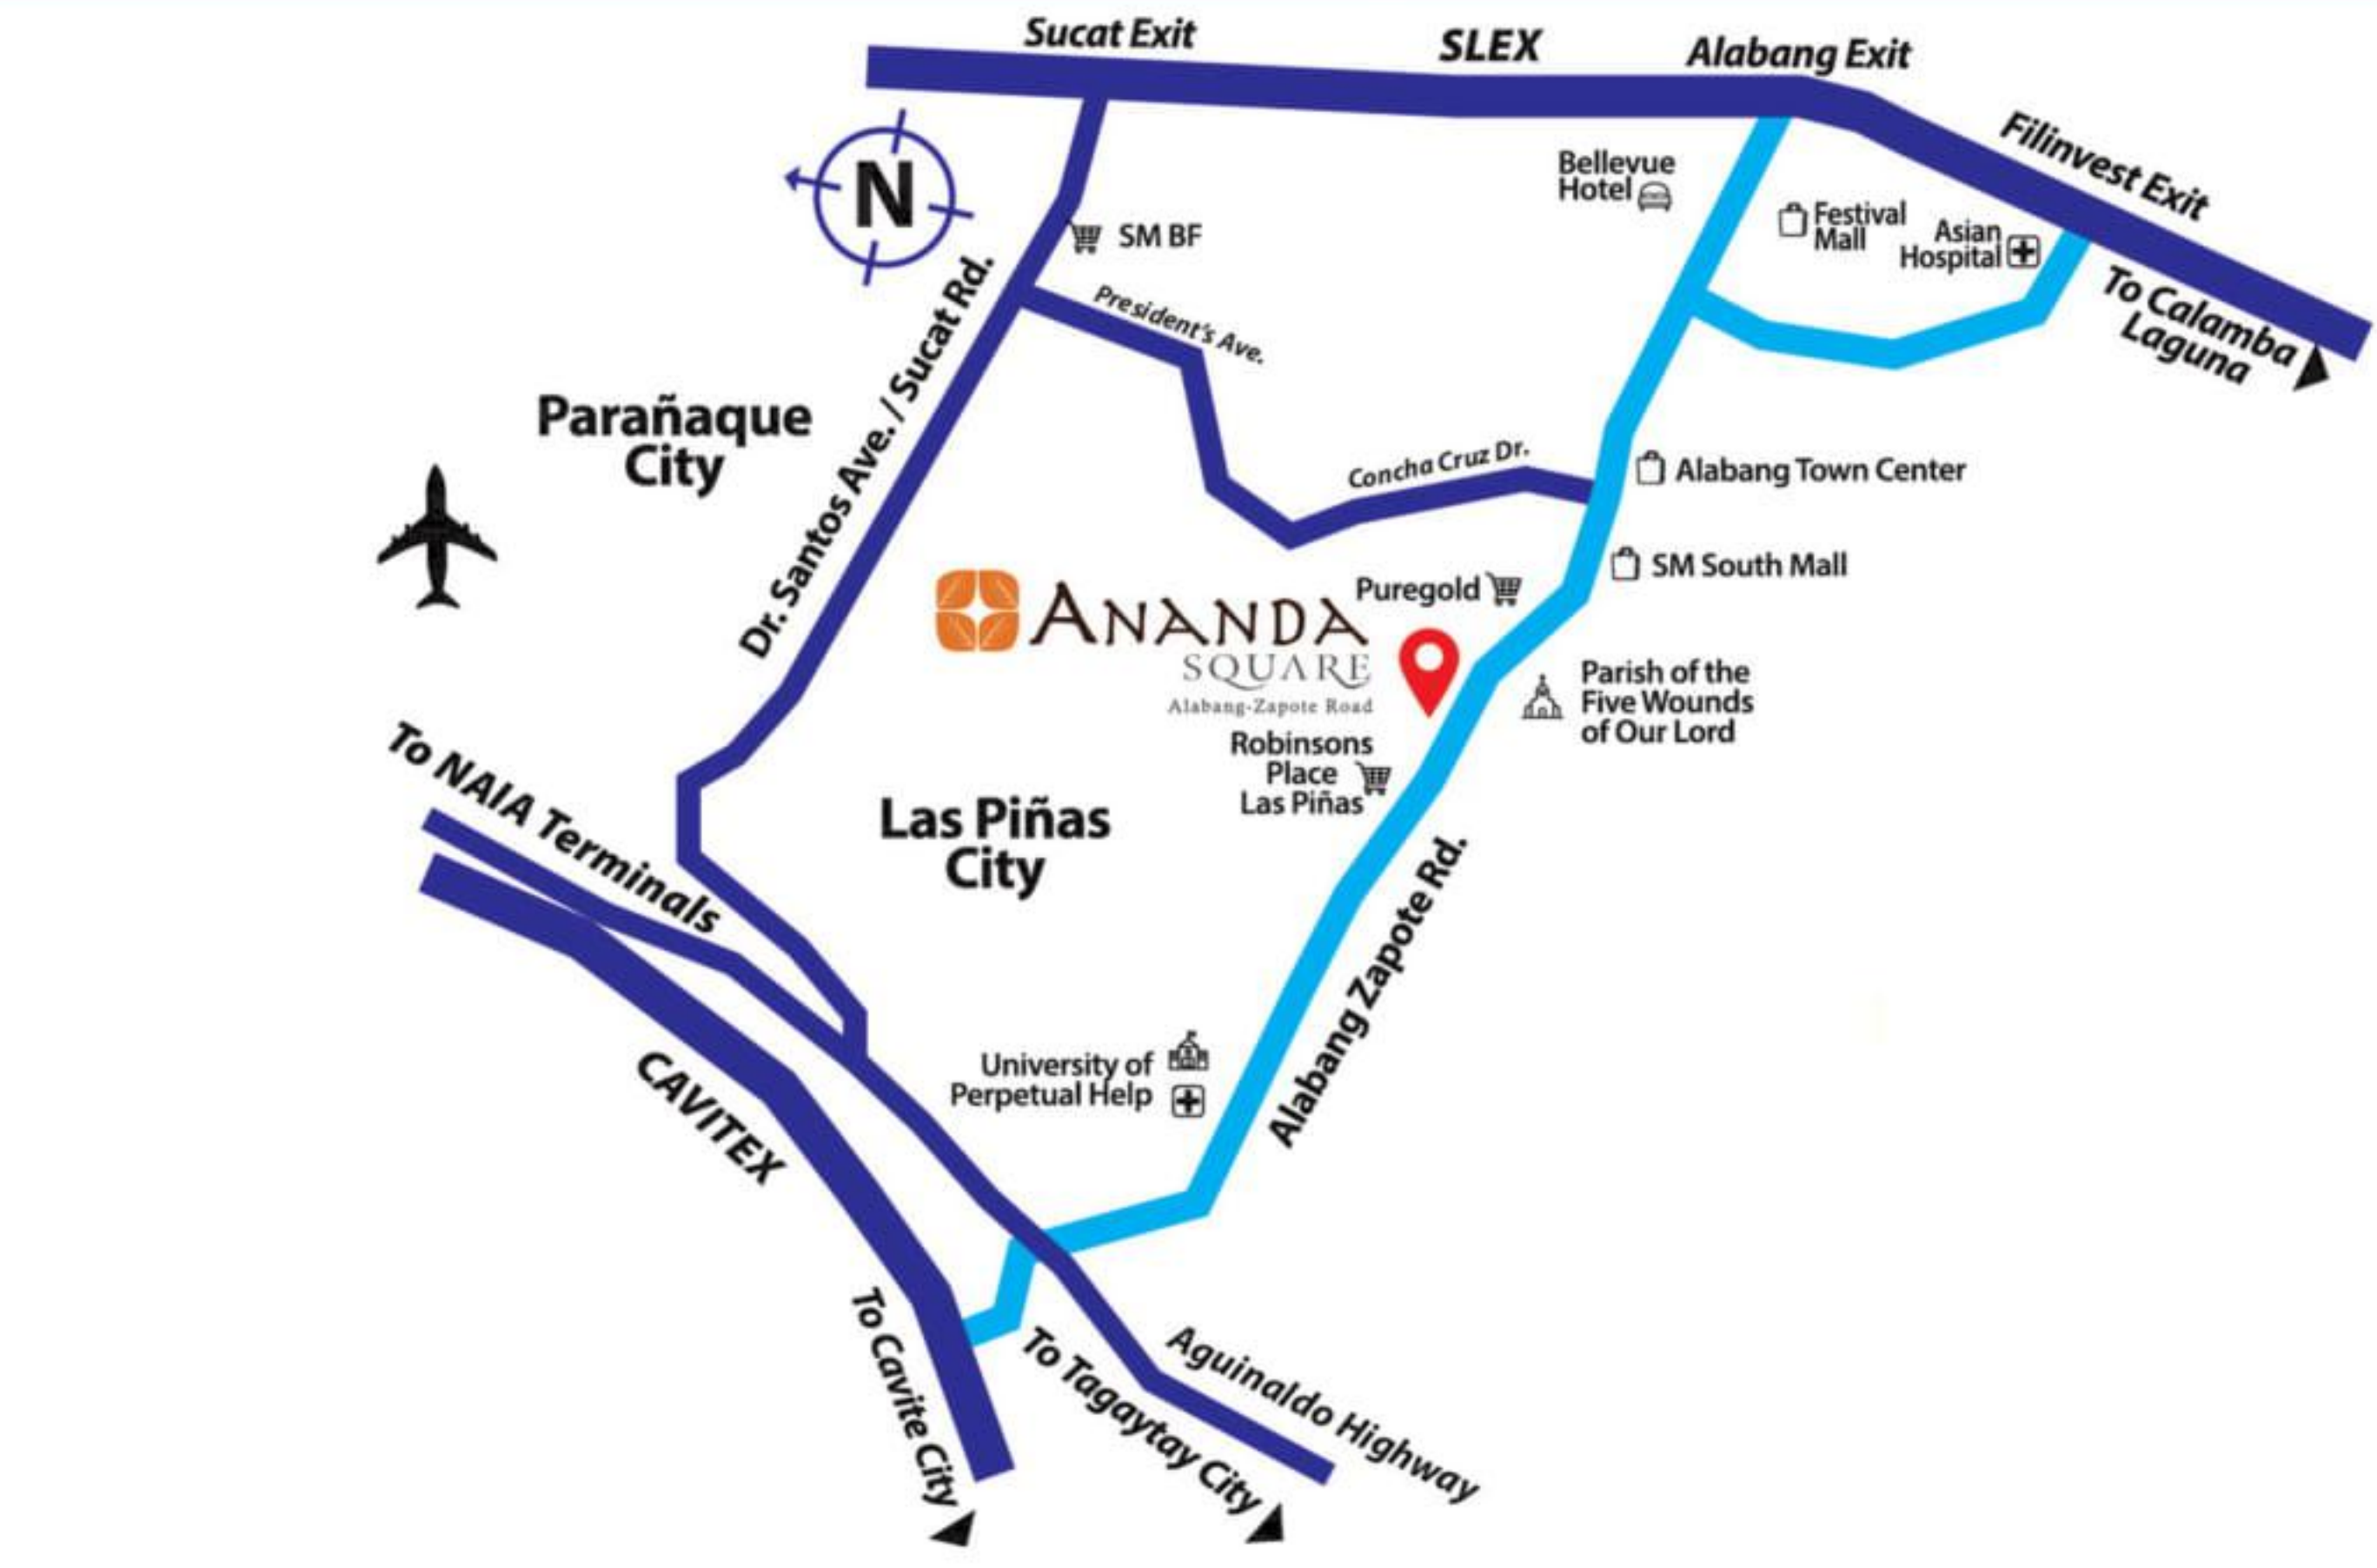 Sucat Exit
SLEX
Alabang Exit
Filinvest Exit
N
Bellevue
Hotel
Festival
Mall
Asian
Hospital
SM BF
To Calamba
Laguna
President's Ave.
Dr. Santos Ave. / Sucat Rd.
Parañaque
City
Concha Cruz Dr.
Alabang Town Center
SM South Mall
Puregold
ANANDA
SQUARE
Alabang-Zapote Road
Parish of the
Five Wounds
of Our Lord
Robinsons
Place
Las Piñas
To NAIA Terminals
Las Piñas
City
Alabang Zapote Rd.
University of
Perpetual Help
CAVITEX
To Cavite City
To Tagaytay City
Aguinaldo Highway